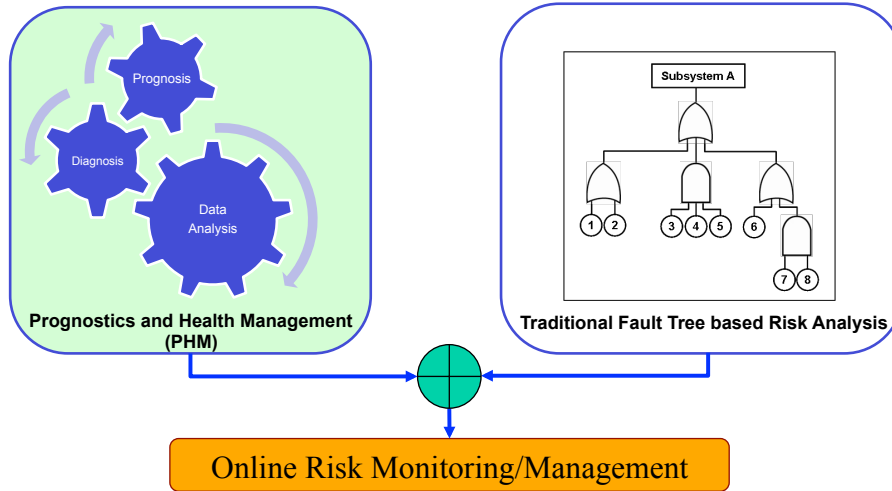 Prognosis
Diagnosis
Data
Analysis
Prognostics and Health Management
(PHM)
Subsystem A
1 2
3 4 5
6
7 8
Traditional Fault Tree based Risk Analysis
Online Risk Monitoring/Management